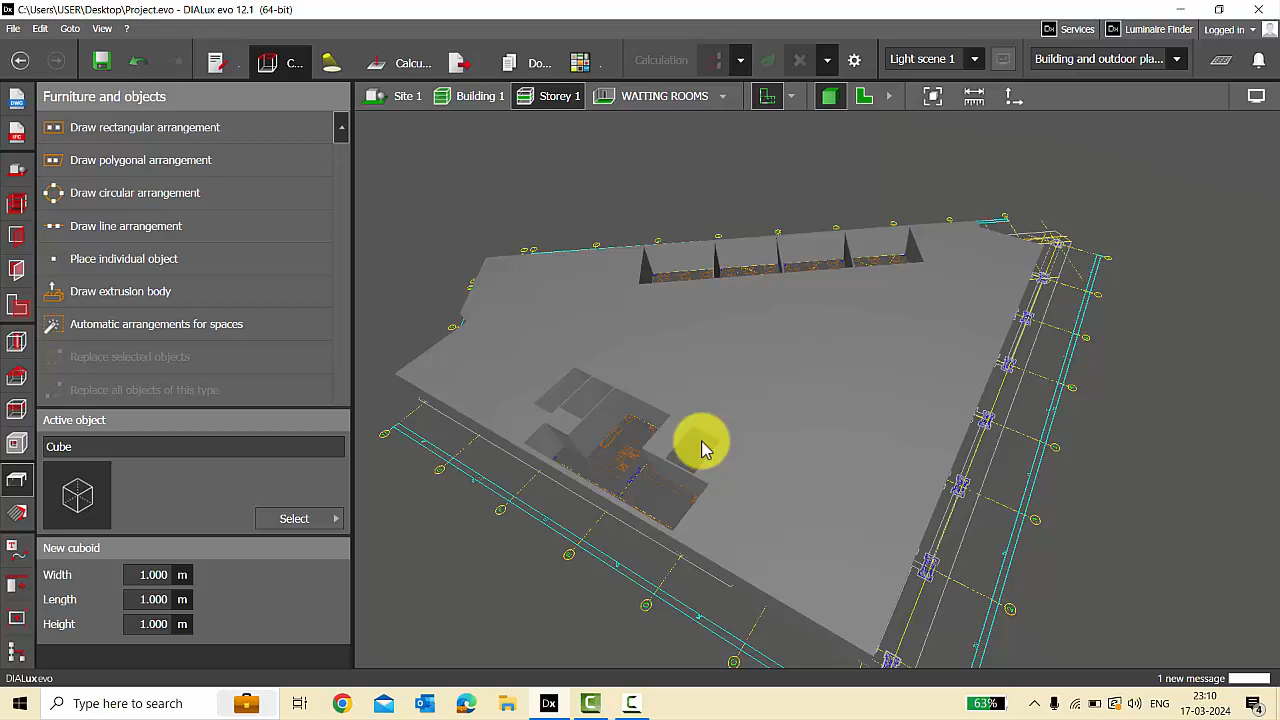 C:\Users\USER\Desktop\Project.evo - DIALux evo 12.1 (64-bit)
File Edit Goto View ?
Services Luminaire Finder Logged in
C... Calcu... Do... Calculation Light scene 1 Building and outdoor pla...
Furniture and objects
Site 1 Building 1 Storey 1 WAITING ROOMS
Draw rectangular arrangement
Draw polygonal arrangement
Draw circular arrangement
Draw line arrangement
Place individual object
Draw extrusion body
Automatic arrangements for spaces
Replace selected objects
Replace all objects of this type
Active object
Cube
Select
New cuboid
Width 1.000 m
Length 1.000 m
Height 1.000 m
DIALux evo
1 new message
Type here to search
63%
ENG
23:10
17-03-2024
4